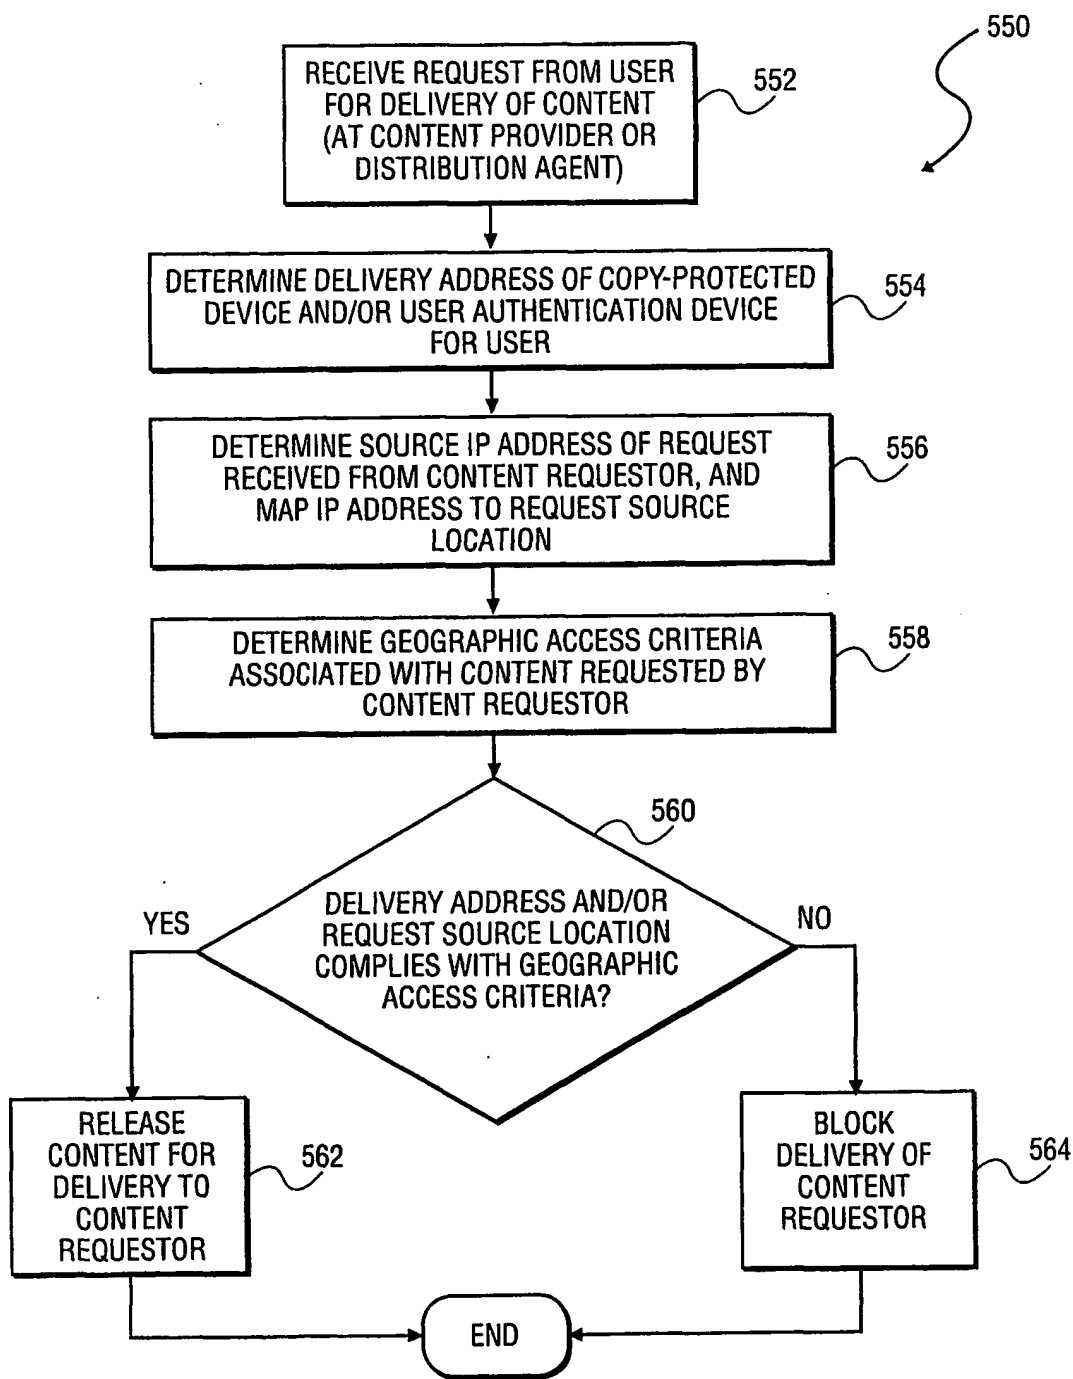 550
RECEIVE REQUEST FROM USER
FOR DELIVERY OF CONTENT
(AT CONTENT PROVIDER OR
DISTRIBUTION AGENT)
552
DETERMINE DELIVERY ADDRESS OF COPY-PROTECTED
DEVICE AND/OR USER AUTHENTICATION DEVICE
FOR USER
554
DETERMINE SOURCE IP ADDRESS OF REQUEST
RECEIVED FROM CONTENT REQUESTOR, AND
MAP IP ADDRESS TO REQUEST SOURCE
LOCATION
556
DETERMINE GEOGRAPHIC ACCESS CRITERIA
ASSOCIATED WITH CONTENT REQUESTED BY
CONTENT REQUESTOR
558
560
DELIVERY ADDRESS AND/OR
REQUEST SOURCE LOCATION
COMPLIES WITH GEOGRAPHIC
ACCESS CRITERIA?
YES
NO
RELEASE
CONTENT FOR
DELIVERY TO
CONTENT
REQUESTOR
562
BLOCK
DELIVERY OF
CONTENT
REQUESTOR
564
END